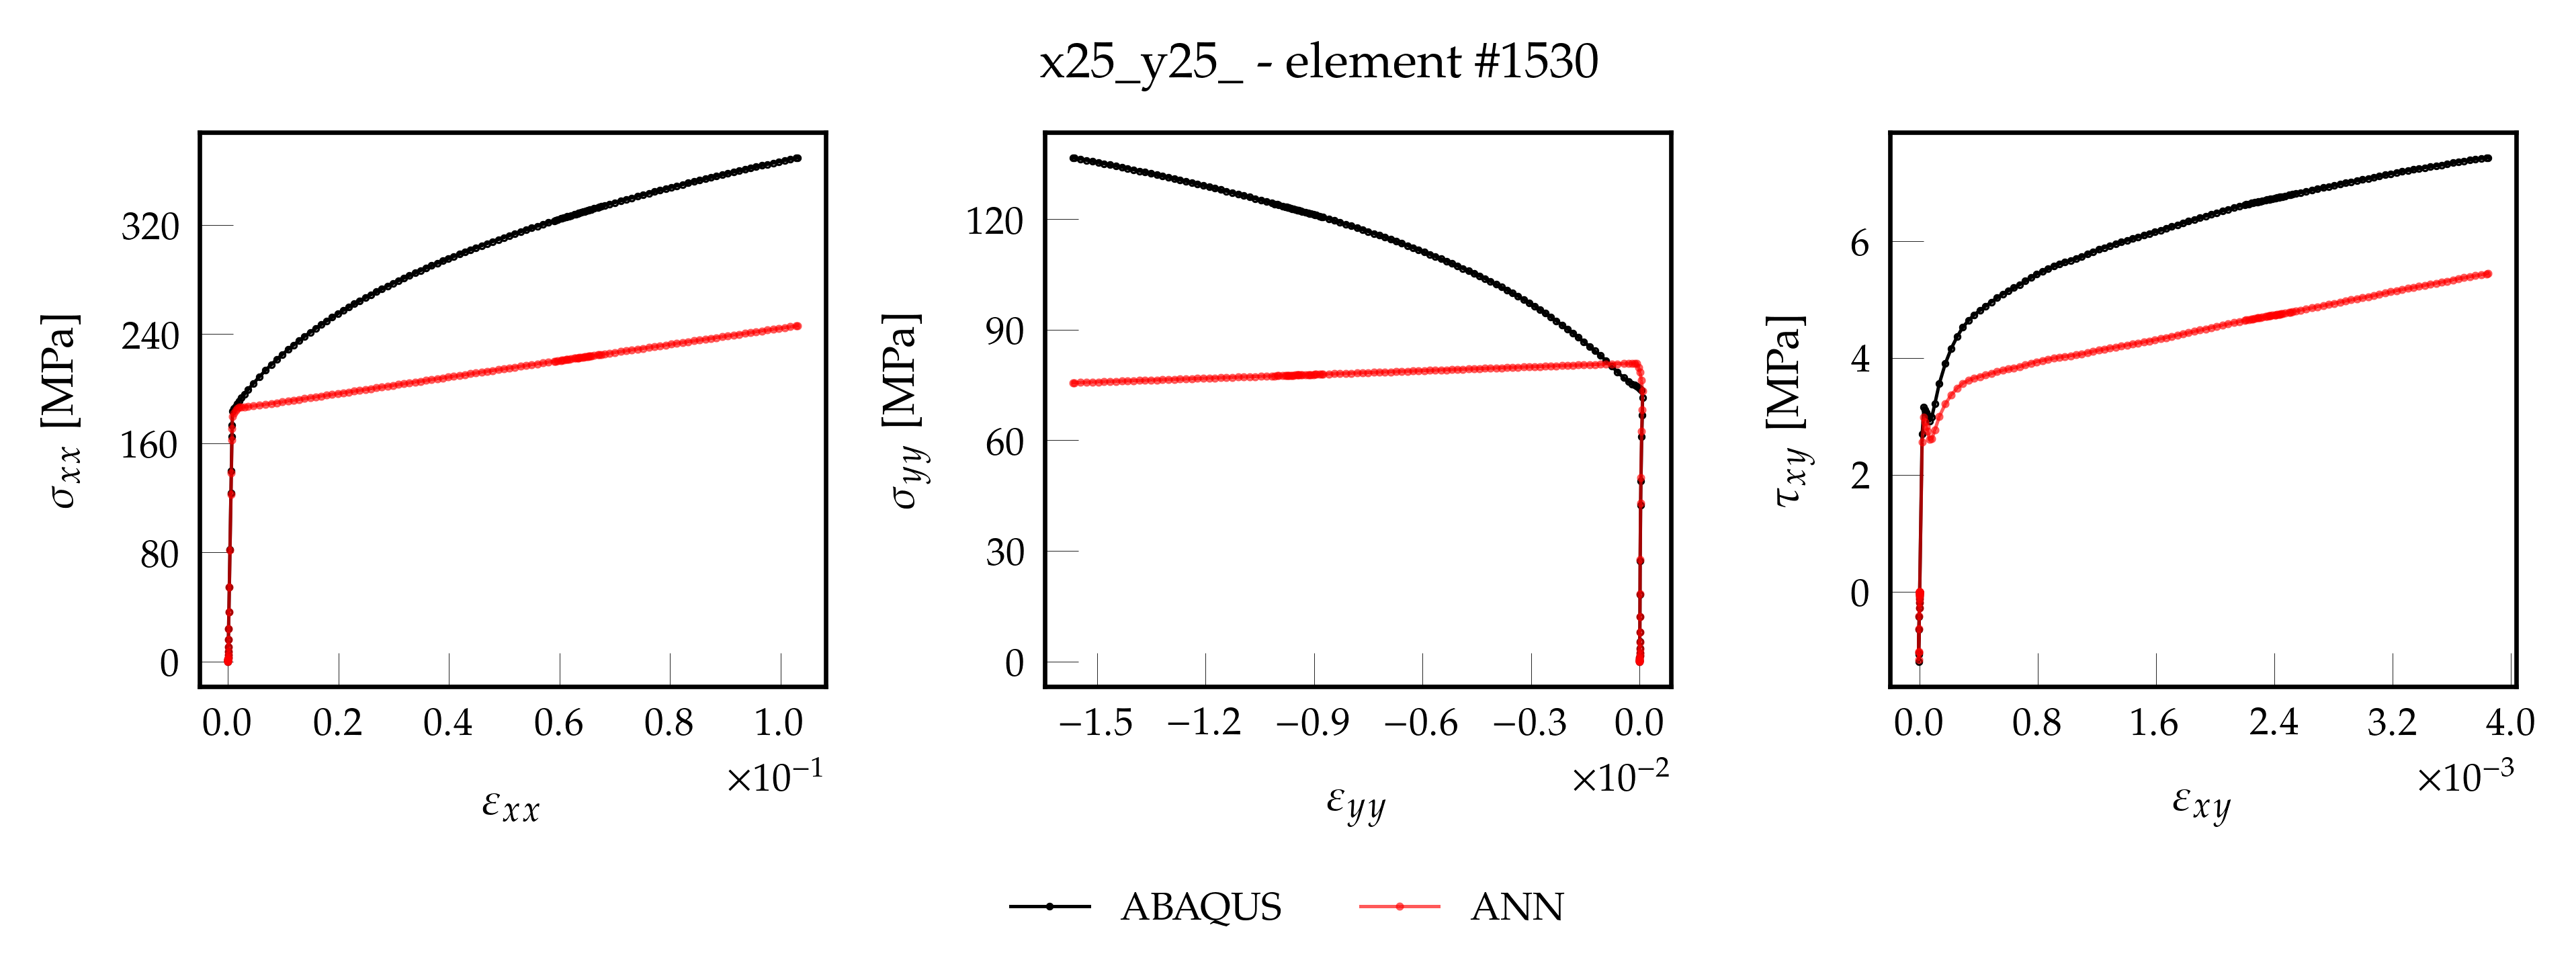 x25_y25_ - element #1530
σxx [MPa]
320
240
160
80
0
0.0 0.2 0.4 0.6 0.8 1.0
×10−1
εxx
σyy [MPa]
120
90
60
30
0
−1.5 −1.2 −0.9 −0.6 −0.3 0.0
×10−2
εyy
τxy [MPa]
6
4
2
0
0.0 0.8 1.6 2.4 3.2 4.0
×10−3
εxy
ABAQUS ANN